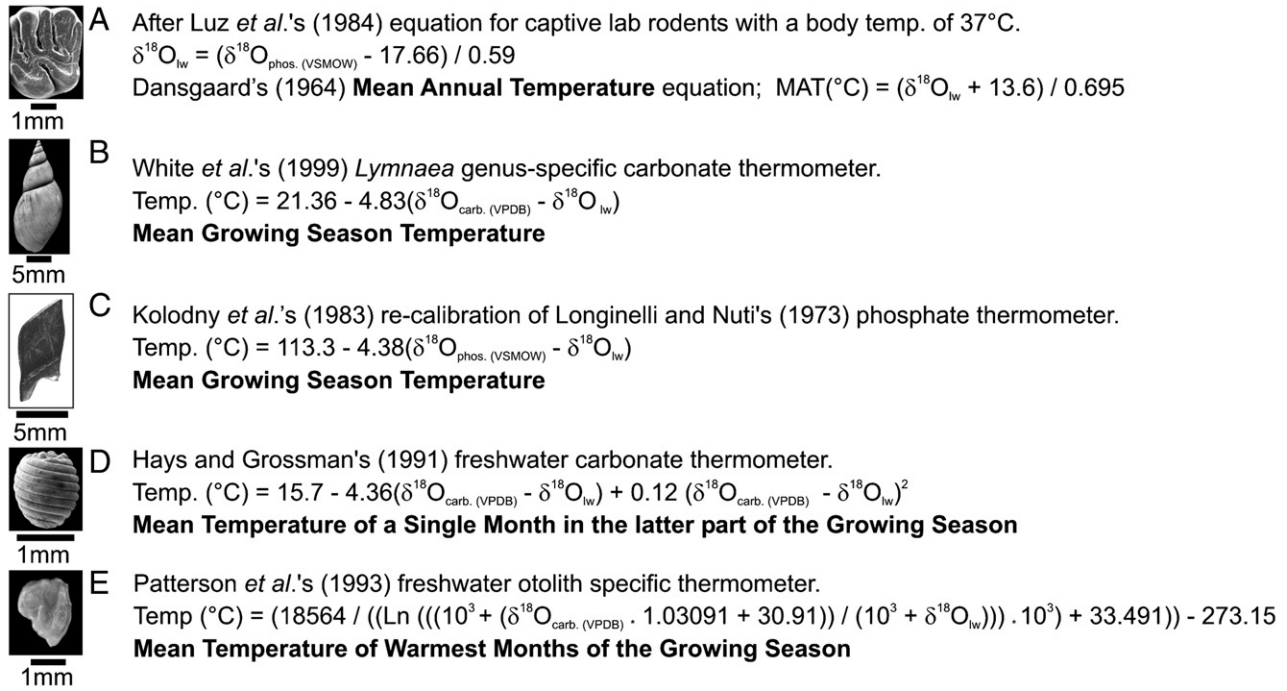 A After Luz et al.'s (1984) equation for captive lab rodents with a body temp. of 37°C.
δ¹⁸Olw = (δ¹⁸Ophos. (VSMOW) - 17.66) / 0.59
Dansgaard's (1964) Mean Annual Temperature equation; MAT(°C) = (δ¹⁸Olw + 13.6) / 0.695
1mm
B White et al.'s (1999) Lymnaea genus-specific carbonate thermometer.
Temp. (°C) = 21.36 - 4.83(δ¹⁸Ocarb. (VPDB) - δ¹⁸O lw)
Mean Growing Season Temperature
5mm
C Kolodny et al.'s (1983) re-calibration of Longinelli and Nuti's (1973) phosphate thermometer.
Temp. (°C) = 113.3 - 4.38(δ¹⁸Ophos. (VSMOW) - δ¹⁸Olw)
Mean Growing Season Temperature
5mm
D Hays and Grossman's (1991) freshwater carbonate thermometer.
Temp. (°C) = 15.7 - 4.36(δ¹⁸Ocarb. (VPDB) - δ¹⁸Olw) + 0.12 (δ¹⁸Ocarb. (VPDB) - δ¹⁸Olw)²
Mean Temperature of a Single Month in the latter part of the Growing Season
1mm
E Patterson et al.'s (1993) freshwater otolith specific thermometer.
Temp (°C) = (18564 / ((Ln (((10³ + (δ¹⁸Ocarb. (VPDB) . 1.03091 + 30.91)) / (10³ + δ¹⁸Olw))) .10³) + 33.491)) - 273.15
Mean Temperature of Warmest Months of the Growing Season
1mm